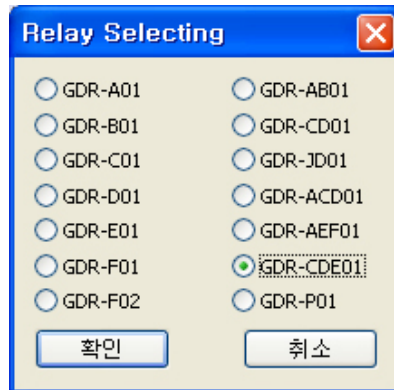 Relay Selecting
GDR-A01 GDR-AB01
GDR-B01 GDR-CD01
GDR-C01 GDR-JD01
GDR-D01 GDR-ACD01
GDR-E01 GDR-AEF01
GDR-F01 GDR-CDE01
GDR-F02 GDR-P01
확인 취소